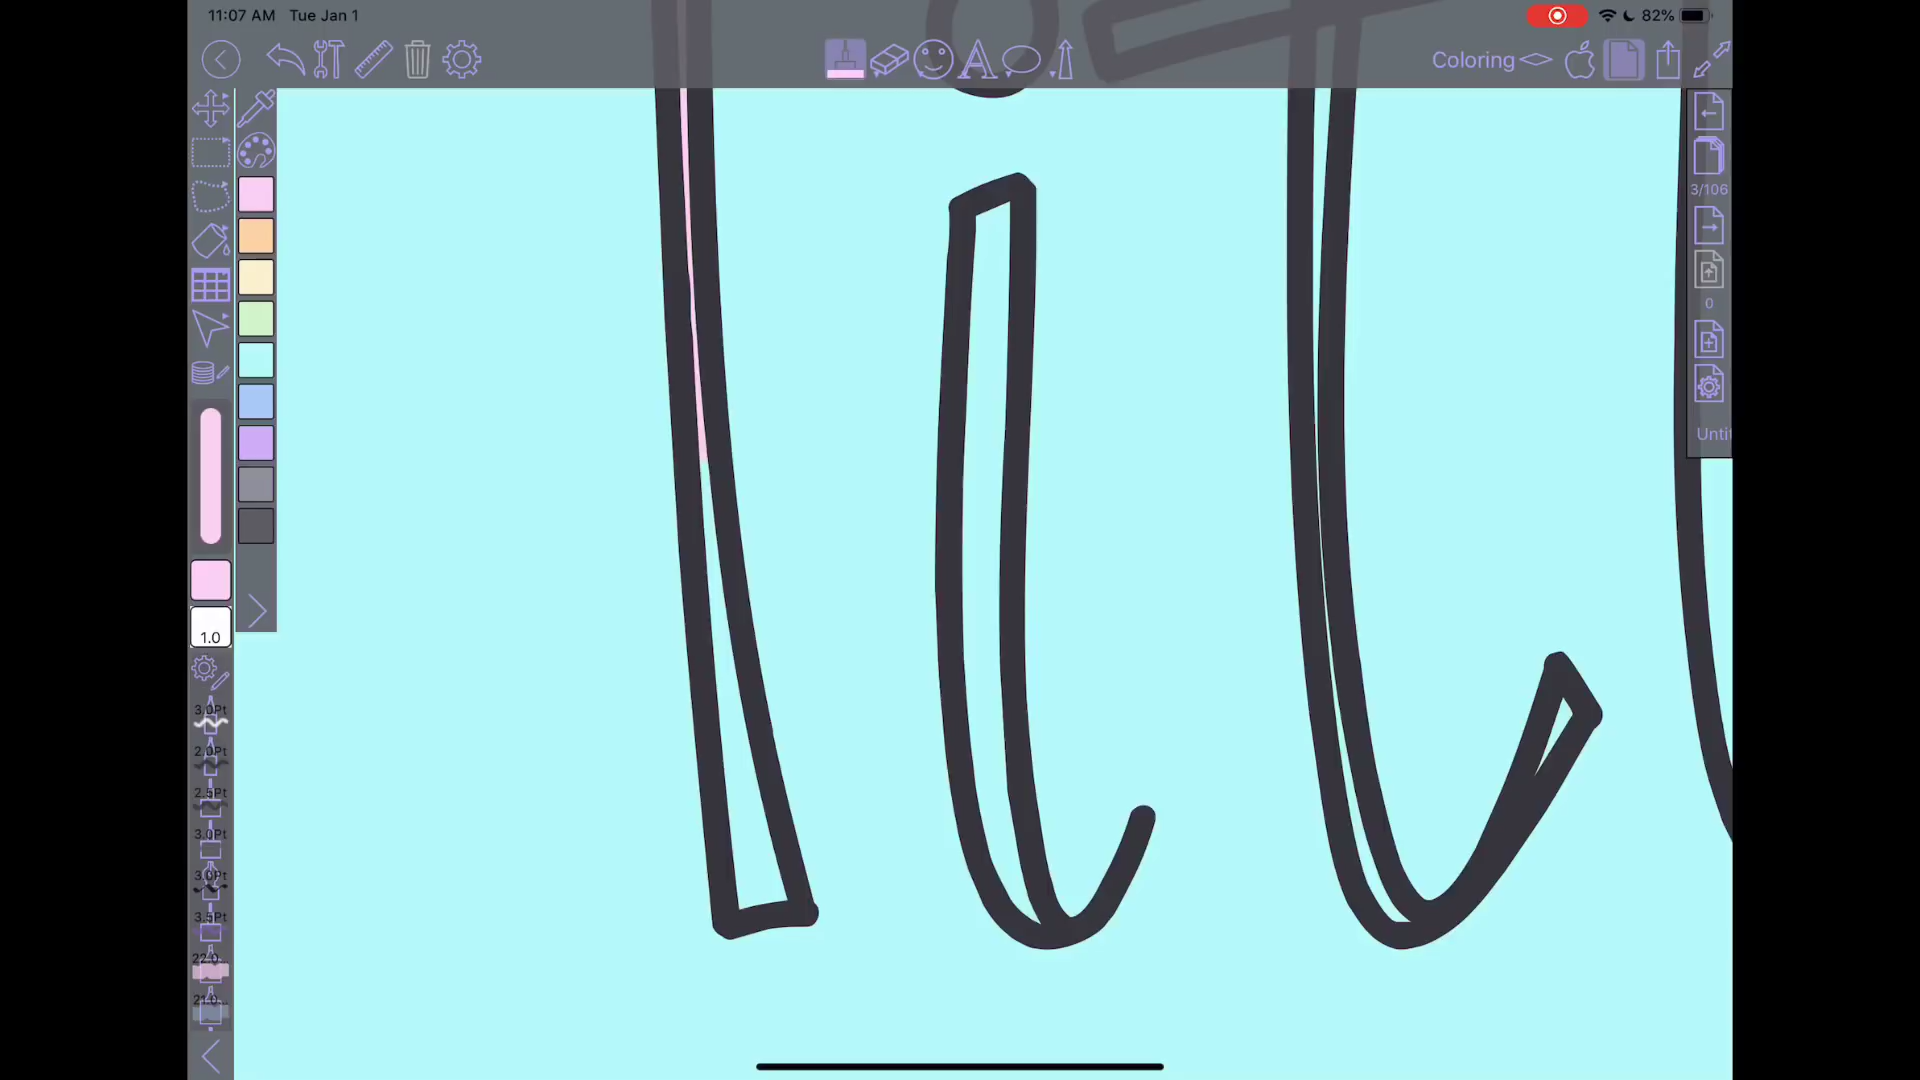 11:07 AM Tue Jan 1
82%
Coloring
3/106
0
Untit
1.0
3.0Pt
2.0Pt
2.5Pt
3.0Pt
3.0Pt
3.5Pt
22.0...
21.0...